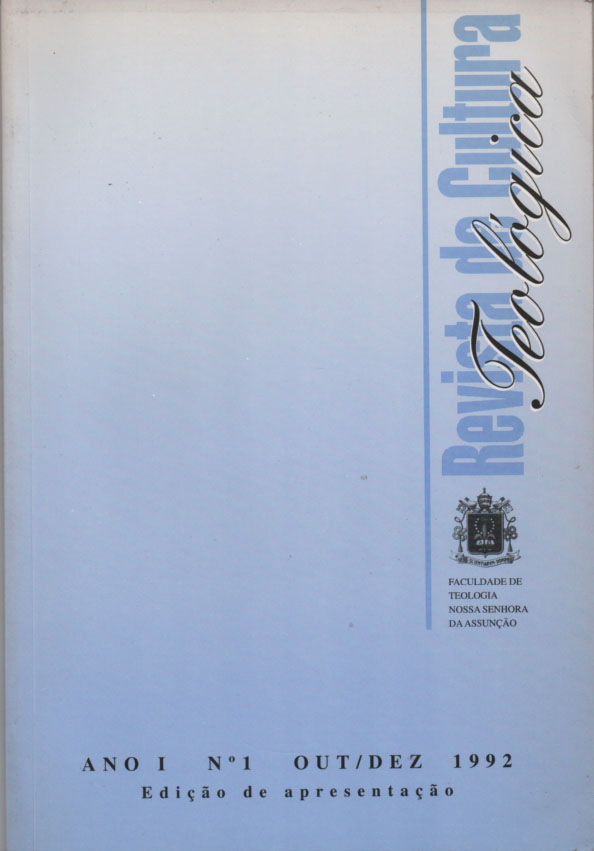 Revista de Cultura
Teológica
FACULDADE DE
TEOLOGIA
NOSSA SENHORA
DA ASSUNÇÃO
ANO I Nº1 OUT/DEZ 1992
Edição de apresentação